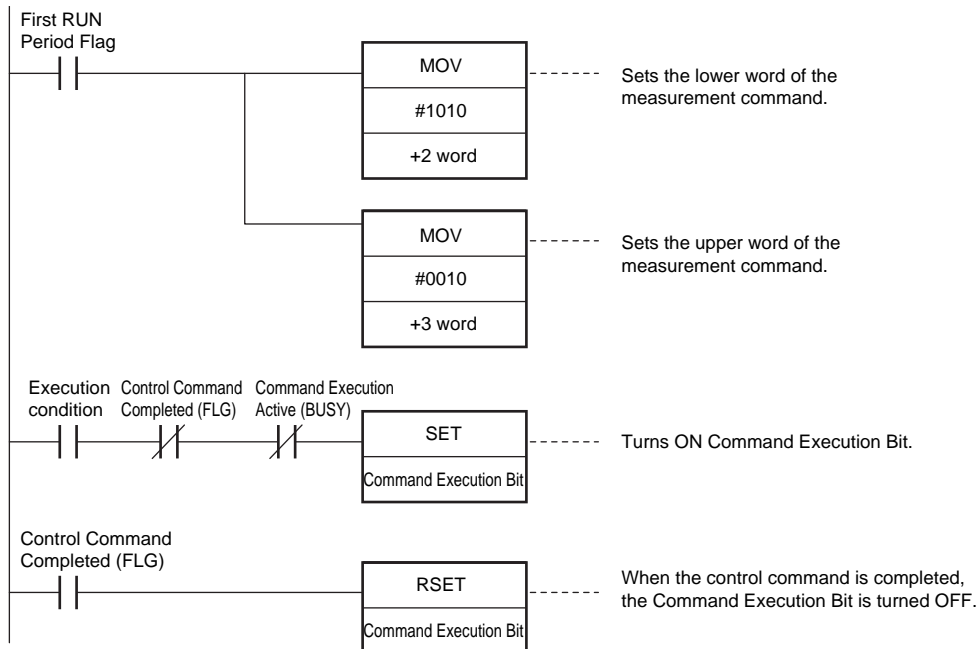 First RUN
Period Flag
MOV
#1010
+2 word
Sets the lower word of the
measurement command.
MOV
#0010
+3 word
Sets the upper word of the
measurement command.
Execution
condition
Control Command
Completed (FLG)
Command Execution
Active (BUSY)
SET
Command Execution Bit
Turns ON Command Execution Bit.
Control Command
Completed (FLG)
RSET
Command Execution Bit
When the control command is completed,
the Command Execution Bit is turned OFF.